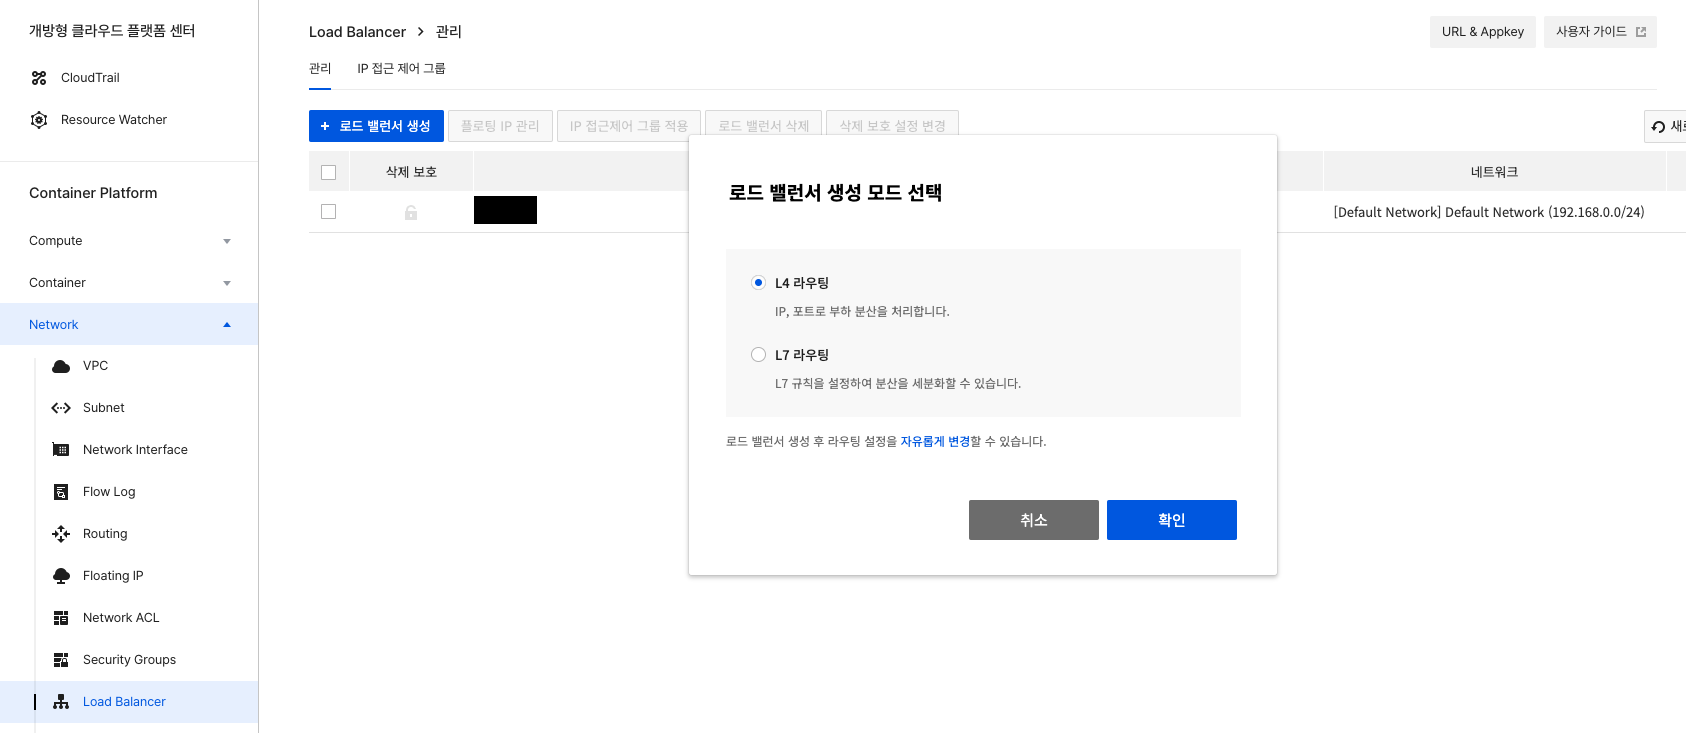 개방형 클라우드 플랫폼 센터
CloudTrail
Resource Watcher
Container Platform
Compute
Container
Network
VPC
Subnet
Network Interface
Flow Log
Routing
Floating IP
Network ACL
Security Groups
Load Balancer
Load Balancer > 관리
URL & Appkey
사용자 가이드
관리
IP 접근 제어 그룹
+ 로드 밸런서 생성
플로팅 IP 관리
IP 접근제어 그룹 적용
로드 밸런서 삭제
삭제 보호 설정 변경
새로
삭제 보호
네트워크
[Default Network] Default Network (192.168.0.0/24)
로드 밸런서 생성 모드 선택
L4 라우팅
IP, 포트로 부하 분산을 처리합니다.
L7 라우팅
L7 규칙을 설정하여 분산을 세분화할 수 있습니다.
로드 밸런서 생성 후 라우팅 설정을 자유롭게 변경할 수 있습니다.
취소
확인